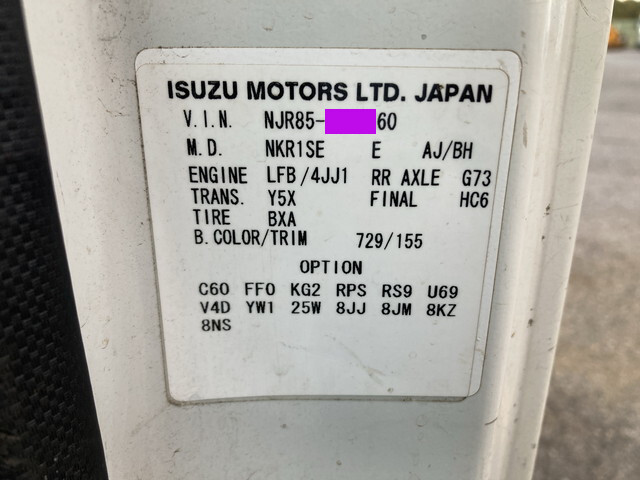 ISUZU MOTORS LTD. JAPAN
V.I.N. NJR85- 60
M.D. NKR1SE E AJ/BH
ENGINE LFB/4JJ1 RR AXLE G73
TRANS. Y5X FINAL HC6
TIRE BXA
B.COLOR/TRIM 729/155
OPTION
C60 FF0 KG2 RPS RS9 U69
V4D YW1 25W 8JJ 8JM 8KZ
8NS